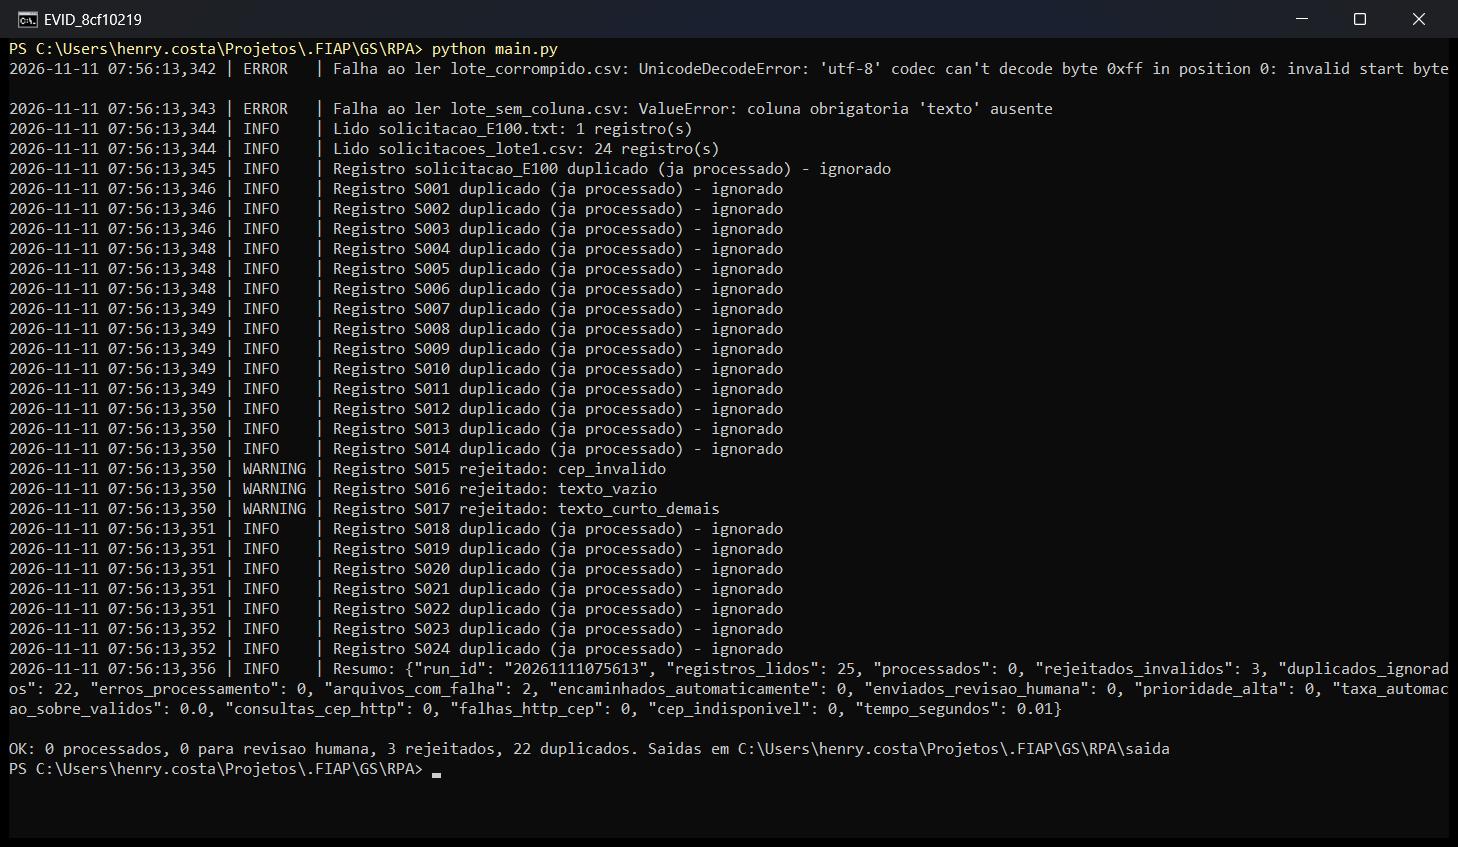 EVID_8cf10219
PS C:\Users\henry.costa\Projetos\.FIAP\GS\RPA> python main.py
2026-11-11 07:56:13,342 | ERROR   | Falha ao ler lote_corrompido.csv: UnicodeDecodeError: 'utf-8' codec can't decode byte 0xff in position 0: invalid start byte
2026-11-11 07:56:13,343 | ERROR   | Falha ao ler lote_sem_coluna.csv: ValueError: coluna obrigatoria 'texto' ausente
2026-11-11 07:56:13,344 | INFO    | Lido solicitacao_E100.txt: 1 registro(s)
2026-11-11 07:56:13,344 | INFO    | Lido solicitacoes_lote1.csv: 24 registro(s)
2026-11-11 07:56:13,345 | INFO    | Registro solicitacao_E100 duplicado (ja processado) - ignorado
2026-11-11 07:56:13,346 | INFO    | Registro S001 duplicado (ja processado) - ignorado
2026-11-11 07:56:13,346 | INFO    | Registro S002 duplicado (ja processado) - ignorado
2026-11-11 07:56:13,346 | INFO    | Registro S003 duplicado (ja processado) - ignorado
2026-11-11 07:56:13,348 | INFO    | Registro S004 duplicado (ja processado) - ignorado
2026-11-11 07:56:13,348 | INFO    | Registro S005 duplicado (ja processado) - ignorado
2026-11-11 07:56:13,348 | INFO    | Registro S006 duplicado (ja processado) - ignorado
2026-11-11 07:56:13,349 | INFO    | Registro S007 duplicado (ja processado) - ignorado
2026-11-11 07:56:13,349 | INFO    | Registro S008 duplicado (ja processado) - ignorado
2026-11-11 07:56:13,349 | INFO    | Registro S009 duplicado (ja processado) - ignorado
2026-11-11 07:56:13,349 | INFO    | Registro S010 duplicado (ja processado) - ignorado
2026-11-11 07:56:13,349 | INFO    | Registro S011 duplicado (ja processado) - ignorado
2026-11-11 07:56:13,350 | INFO    | Registro S012 duplicado (ja processado) - ignorado
2026-11-11 07:56:13,350 | INFO    | Registro S013 duplicado (ja processado) - ignorado
2026-11-11 07:56:13,350 | INFO    | Registro S014 duplicado (ja processado) - ignorado
2026-11-11 07:56:13,350 | WARNING | Registro S015 rejeitado: cep_invalido
2026-11-11 07:56:13,350 | WARNING | Registro S016 rejeitado: texto_vazio
2026-11-11 07:56:13,350 | WARNING | Registro S017 rejeitado: texto_curto_demais
2026-11-11 07:56:13,351 | INFO    | Registro S018 duplicado (ja processado) - ignorado
2026-11-11 07:56:13,351 | INFO    | Registro S019 duplicado (ja processado) - ignorado
2026-11-11 07:56:13,351 | INFO    | Registro S020 duplicado (ja processado) - ignorado
2026-11-11 07:56:13,351 | INFO    | Registro S021 duplicado (ja processado) - ignorado
2026-11-11 07:56:13,351 | INFO    | Registro S022 duplicado (ja processado) - ignorado
2026-11-11 07:56:13,352 | INFO    | Registro S023 duplicado (ja processado) - ignorado
2026-11-11 07:56:13,352 | INFO    | Registro S024 duplicado (ja processado) - ignorado
2026-11-11 07:56:13,356 | INFO    | Resumo: {"run_id": "20261111075613", "registros_lidos": 25, "processados": 0, "rejeitados_invalidos": 3, "duplicados_ignorad
os": 22, "erros_processamento": 0, "arquivos_com_falha": 2, "encaminhados_automaticamente": 0, "enviados_revisao_humana": 0, "prioridade_alta": 0, "taxa_automac
ao_sobre_validos": 0.0, "consultas_cep_http": 0, "falhas_http_cep": 0, "cep_indisponivel": 0, "tempo_segundos": 0.01}
OK: 0 processados, 0 para revisao humana, 3 rejeitados, 22 duplicados. Saidas em C:\Users\henry.costa\Projetos\.FIAP\GS\RPA\saida
PS C:\Users\henry.costa\Projetos\.FIAP\GS\RPA>